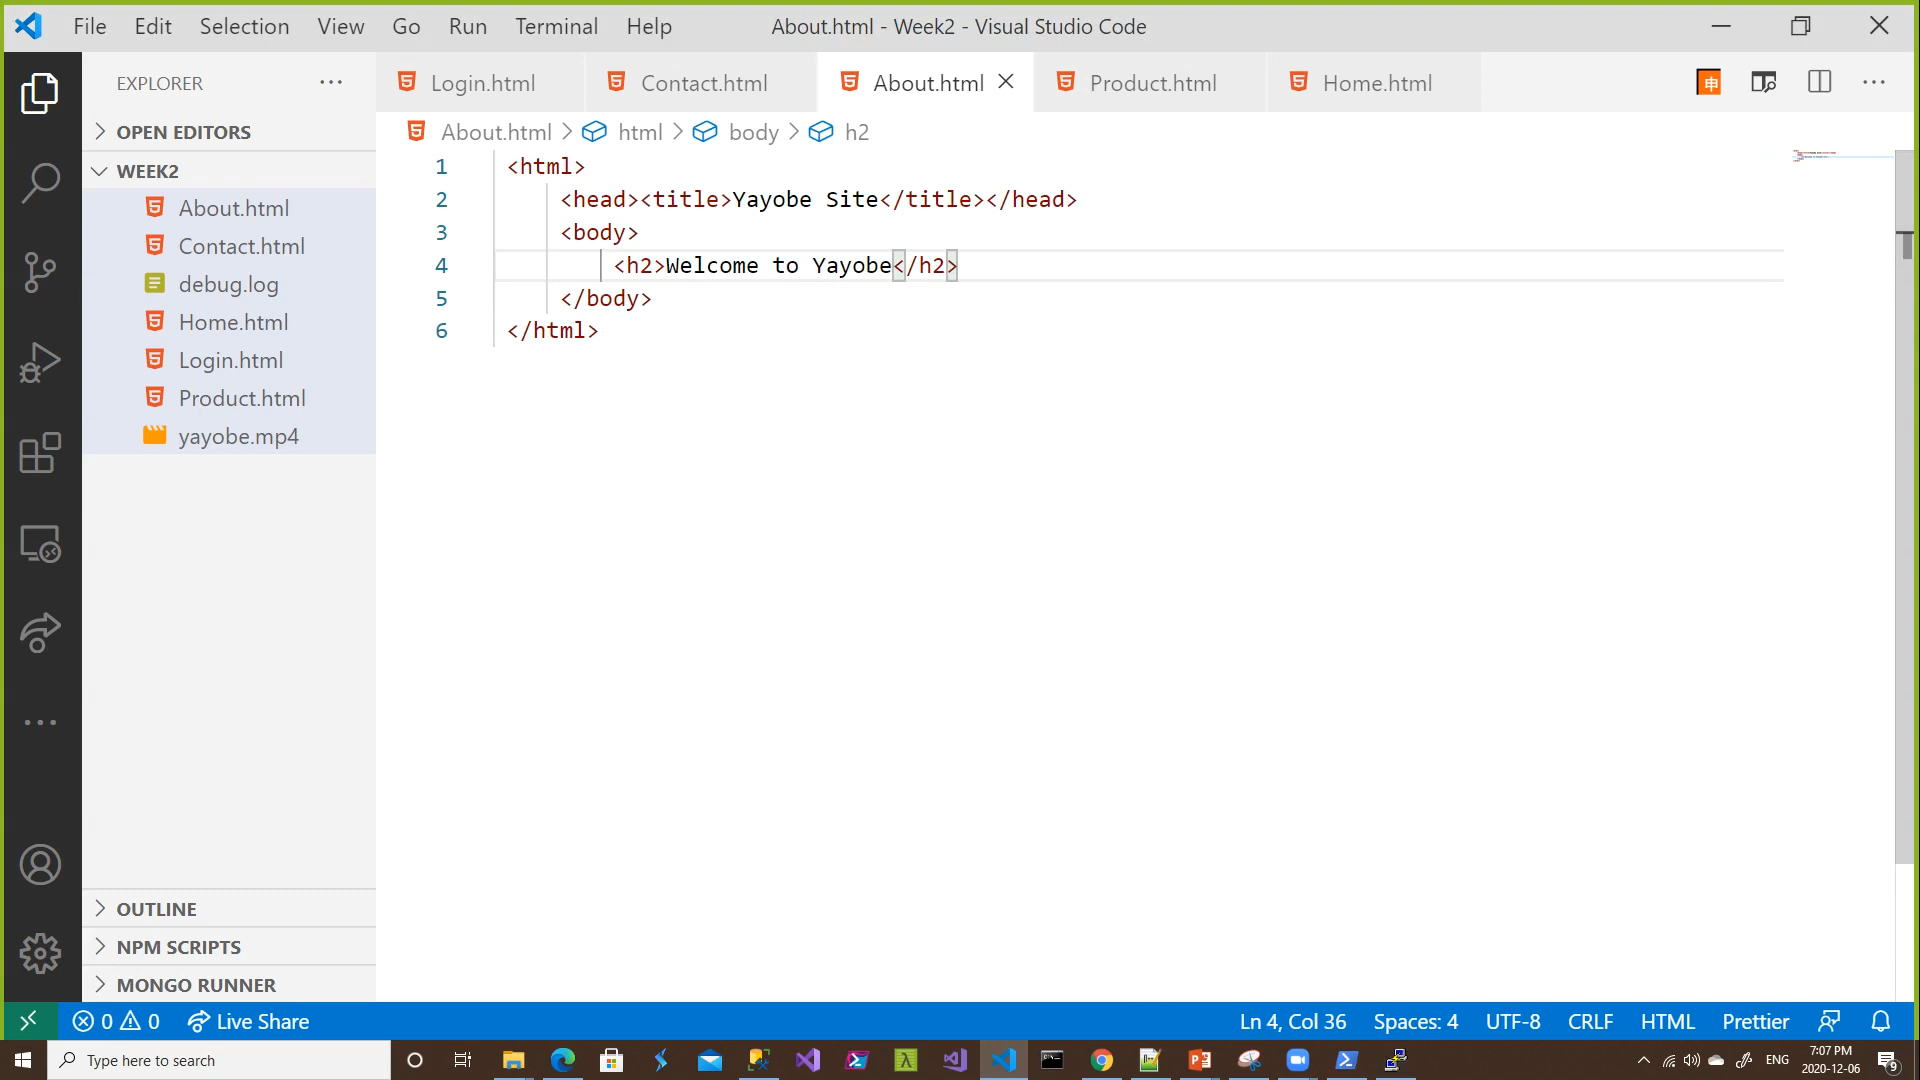 File Edit Selection View Go Run Terminal Help About.html - Week2 - Visual Studio Code
EXPLORER
Login.html Contact.html About.html Product.html Home.html
OPEN EDITORS
About.html html body h2
WEEK2
About.html
Contact.html
debug.log
Home.html
Login.html
Product.html
yayobe.mp4
1 <html>
2 <head><title>Yayobe Site</title></head>
3 <body>
4 <h2>Welcome to Yayobe</h2>
5 </body>
6 </html>
OUTLINE
NPM SCRIPTS
MONGO RUNNER
0 0 Live Share
Ln 4, Col 36 Spaces: 4 UTF-8 CRLF HTML Prettier
Type here to search
ENG
7:07 PM
2020-12-06
9